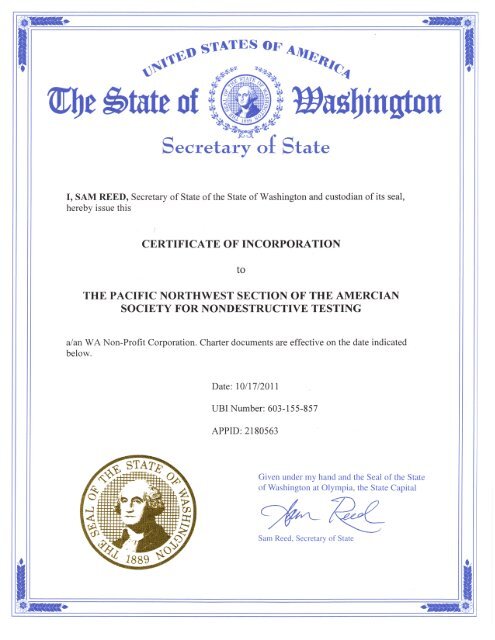 UNITED STATES OF AMERICA
The State of Washington
Secretary of State
I, SAM REED, Secretary of State of the State of Washington and custodian of its seal,
hereby issue this
CERTIFICATE OF INCORPORATION
to
THE PACIFIC NORTHWEST SECTION OF THE AMERCIAN
SOCIETY FOR NONDESTRUCTIVE TESTING
a/an WA Non-Profit Corporation. Charter documents are effective on the date indicated
below.
Date: 10/17/2011
UBI Number: 603-155-857
APPID: 2180563
THE SEAL OF THE STATE OF WASHINGTON
1889
Given under my hand and the Seal of the State
of Washington at Olympia, the State Capital
Sam Reed
Sam Reed, Secretary of State